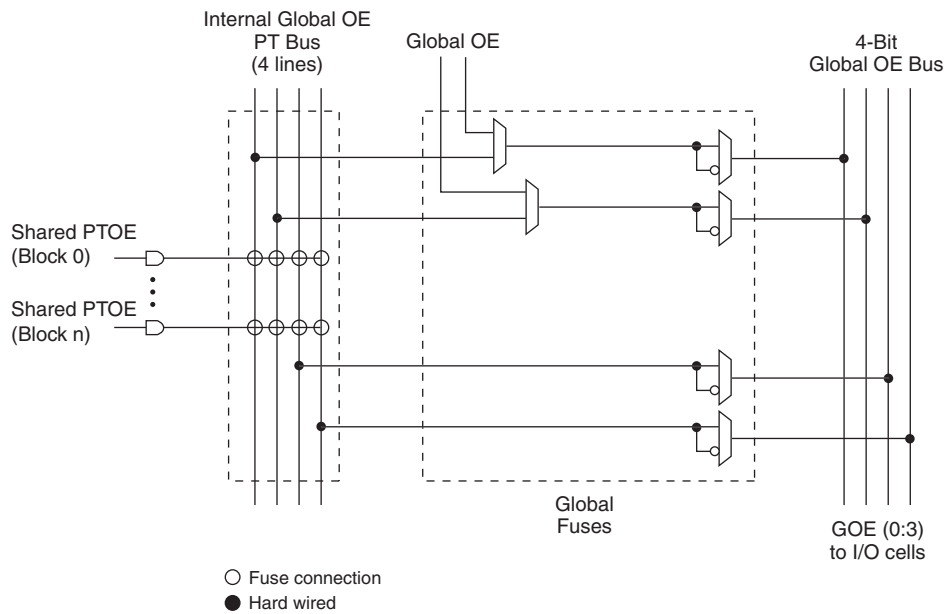 Internal Global OE
PT Bus
(4 lines)
Global OE
4-Bit
Global OE Bus
Shared PTOE
(Block 0)
Shared PTOE
(Block n)
Global
Fuses
GOE (0:3)
to I/O cells
Fuse connection
Hard wired